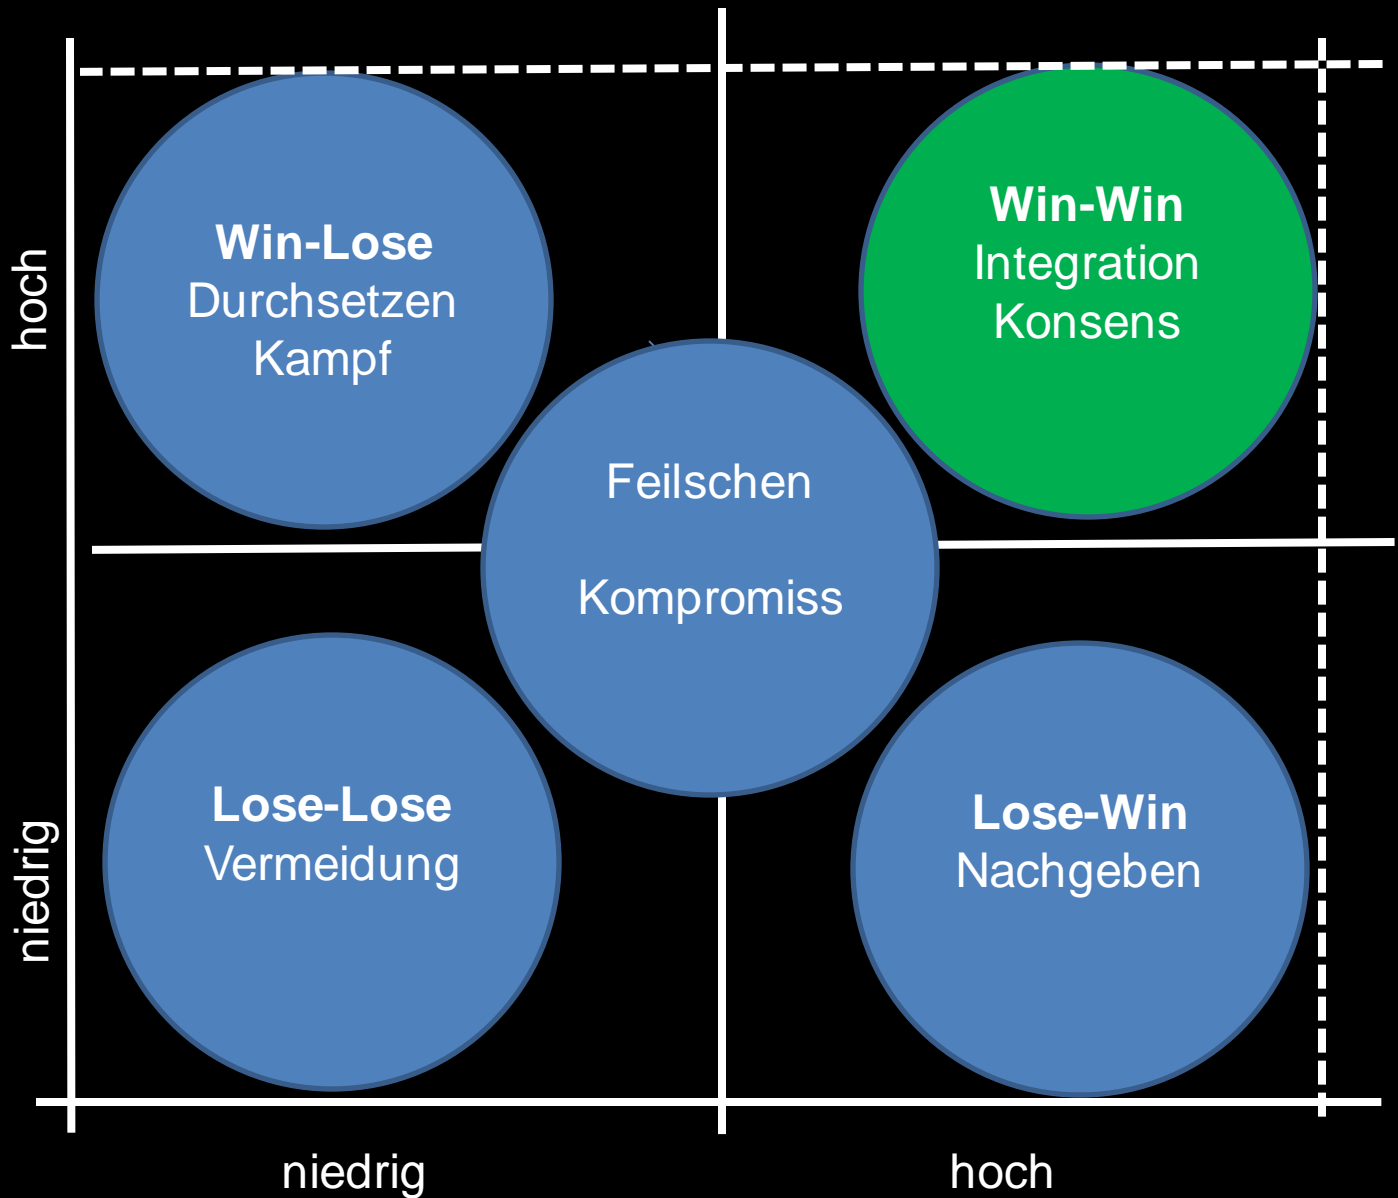 hoch
Win-Lose
Durchsetzen
Kampf
Win-Win
Integration
Konsens
Feilschen
Kompromiss
niedrig
Lose-Lose
Vermeidung
Lose-Win
Nachgeben
niedrig
hoch